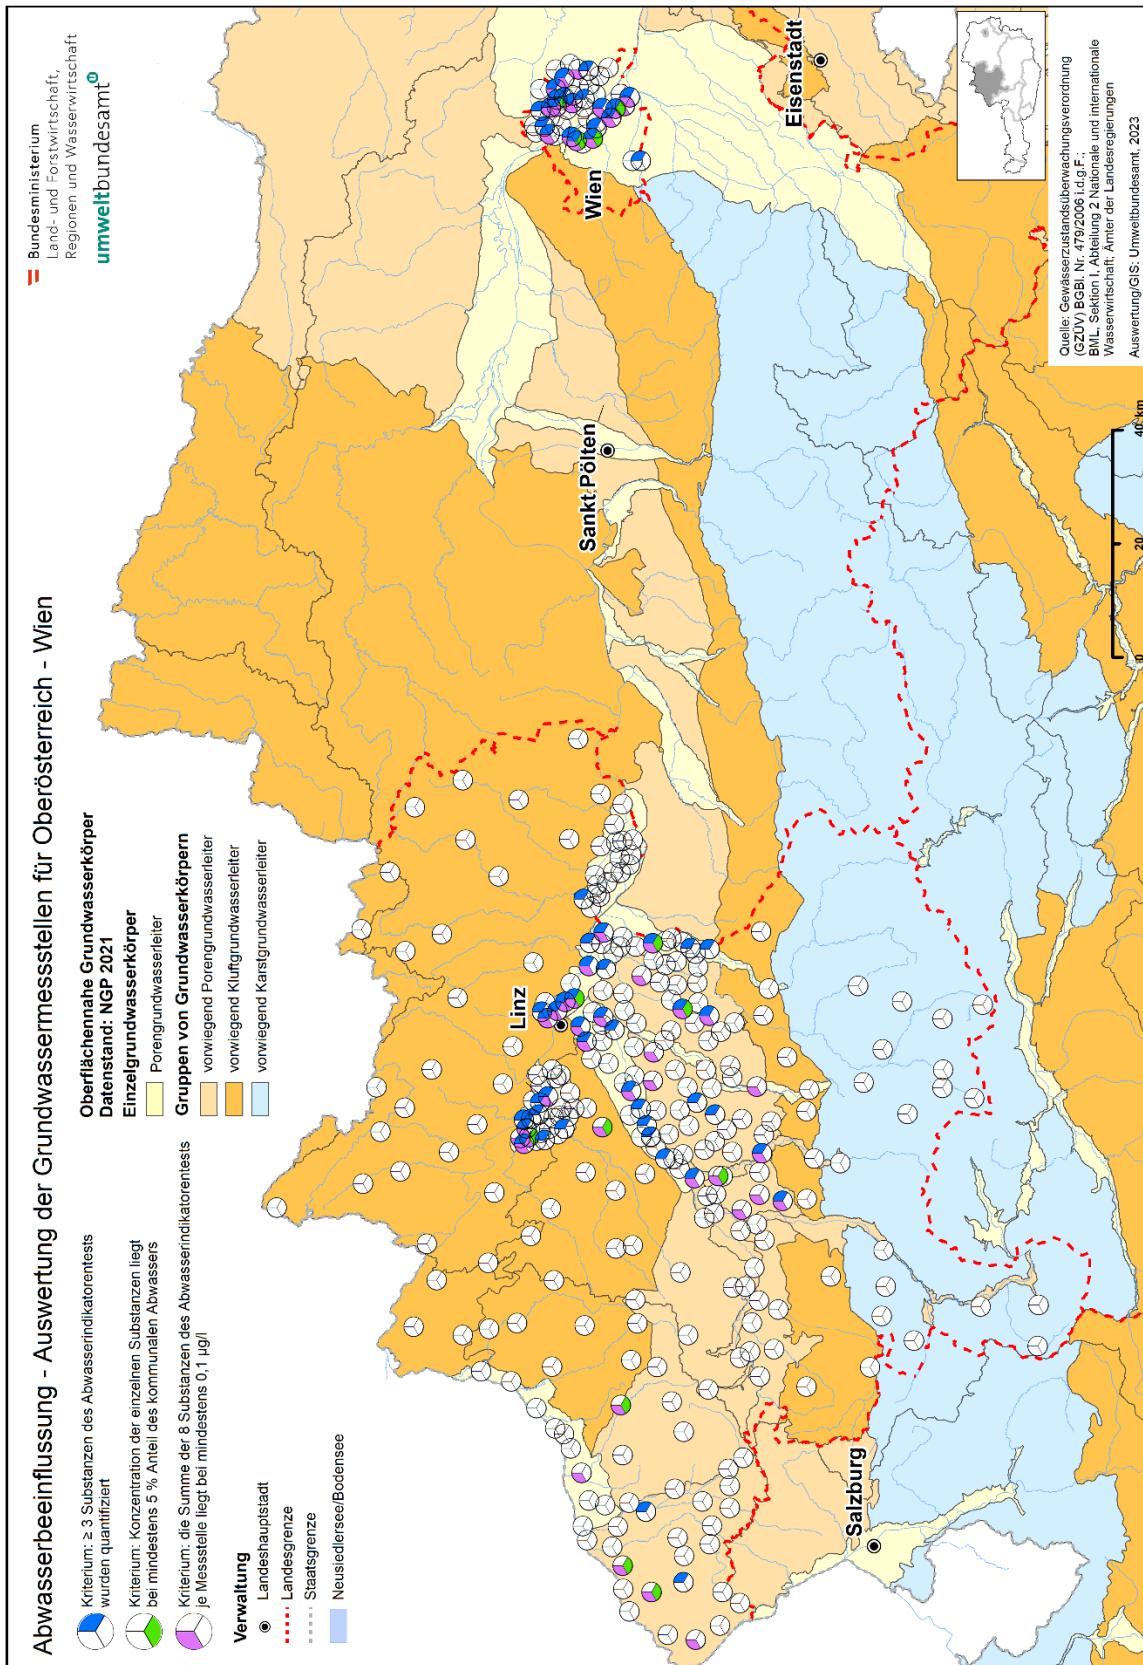 Abwasserbeeinflussung - Auswertung der Grundwassermessstellen für Oberösterreich - Wien
Bundesministerium
Land- und Forstwirtschaft,
Regionen und Wasserwirtschaft
umweltbundesamt
Kriterium: ≥ 3 Substanzen des Abwasserindikatorentests
wurden quantifiziert
Kriterium: Konzentration der einzelnen Substanzen liegt
bei mindestens 5 % Anteil des kommunalen Abwassers
Kriterium: die Summe der 8 Substanzen des Abwasserindikatorentests
je Messstelle liegt bei mindestens 0,1 µg/l
Verwaltung
Landeshauptstadt
Landesgrenze
Staatsgrenze
Neusiedlersee/Bodensee
Oberflächennahe Grundwasserkörper
Datenstand: NGP 2021
Einzelgrundwasserkörper
Porengrundwasserleiter
Gruppen von Grundwasserkörpern
vorwiegend Porengrundwasserleiter
vorwiegend Kluftgrundwasserleiter
vorwiegend Karstgrundwasserleiter
Linz
Sankt Pölten
Wien
Eisenstadt
Salzburg
0 20 40 km
Quelle: Gewässerzustandsüberwachungsverordnung
(GZÜV) BGBl. Nr. 479/2006 i.d.g.F.;
BML, Sektion I, Abteilung 2 Nationale und internationale
Wasserwirtschaft; Ämter der Landesregierungen
Auswertung/GIS: Umweltbundesamt, 2023